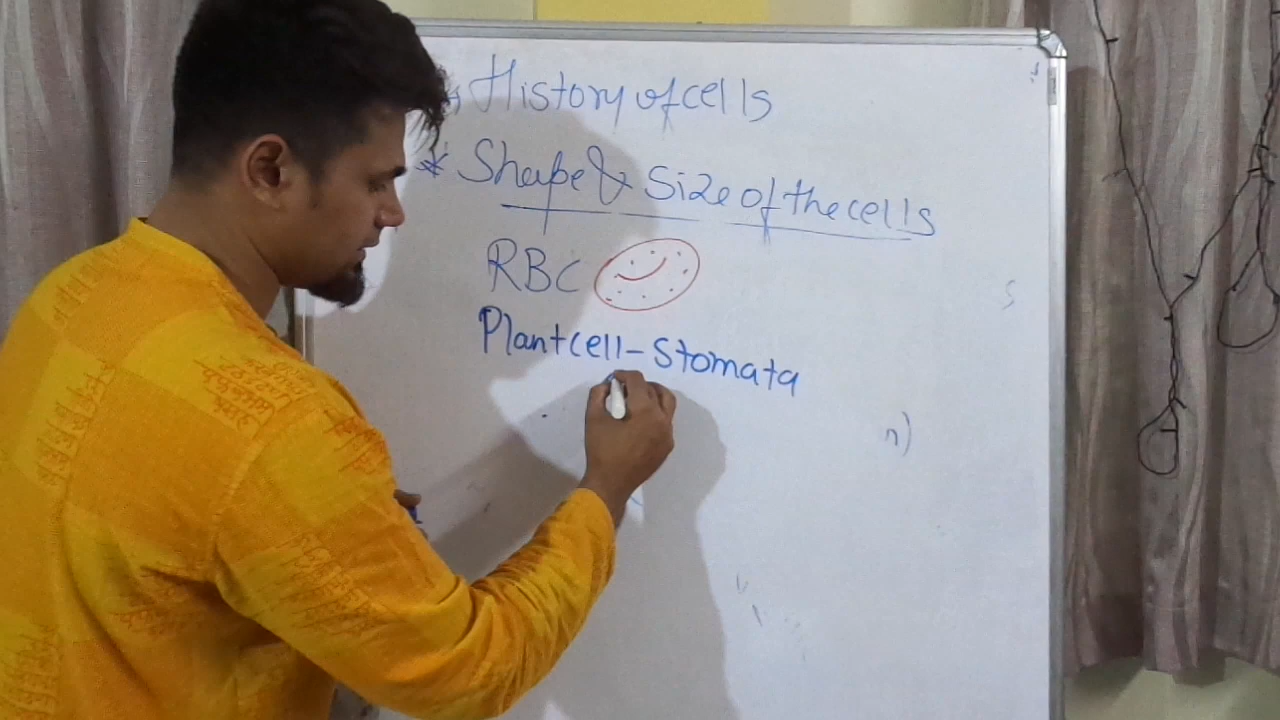 History of cells
* Shape & Size of the cells
RBC
Plant cell - Stomata
n)